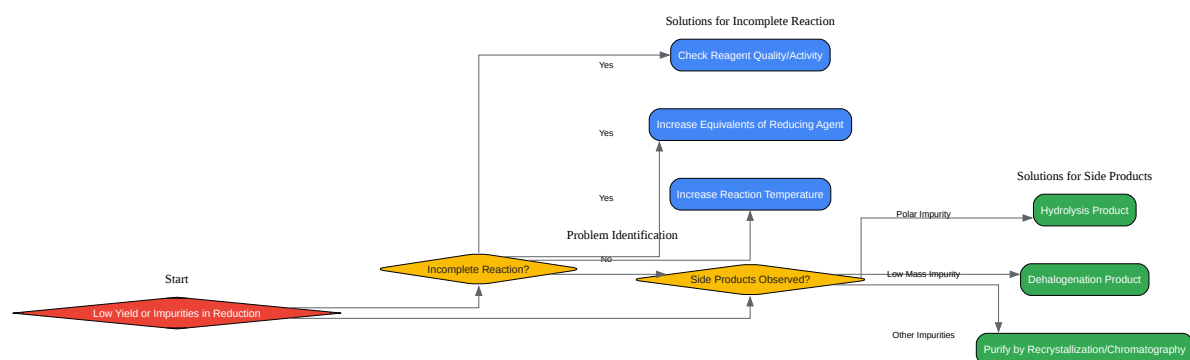 Solutions for Incomplete Reaction
Check Reagent Quality/Activity
Yes
Increase Equivalents of Reducing Agent
Yes
Increase Reaction Temperature
Yes
Solutions for Side Products
Hydrolysis Product
Polar Impurity
Problem Identification
No
Incomplete Reaction?
Side Products Observed?
Low Mass Impurity
Dehalogenation Product
Start
Low Yield or Impurities in Reduction
Other Impurities
Purify by Recrystallization/Chromatography